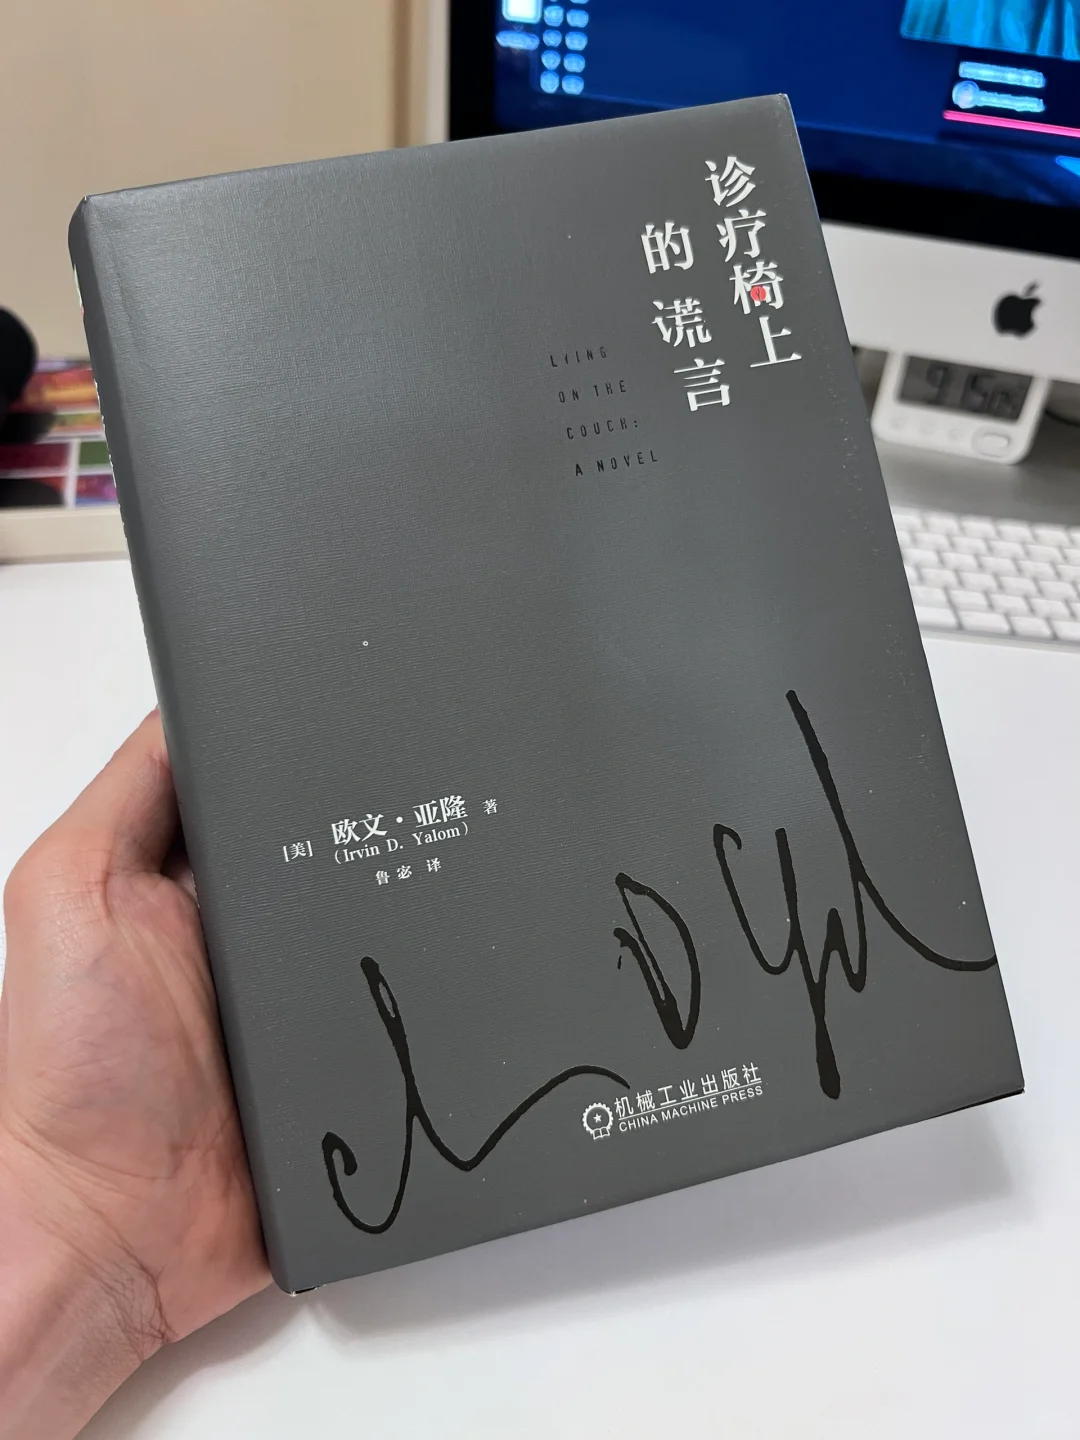 诊疗椅上
的谎言
LYING
ON THE
COUCH:
A NOVEL
[美] 欧文·亚隆 著
(Irvin D. Yalom)
鲁宓 译
机械工业出版社
CHINA MACHINE PRESS